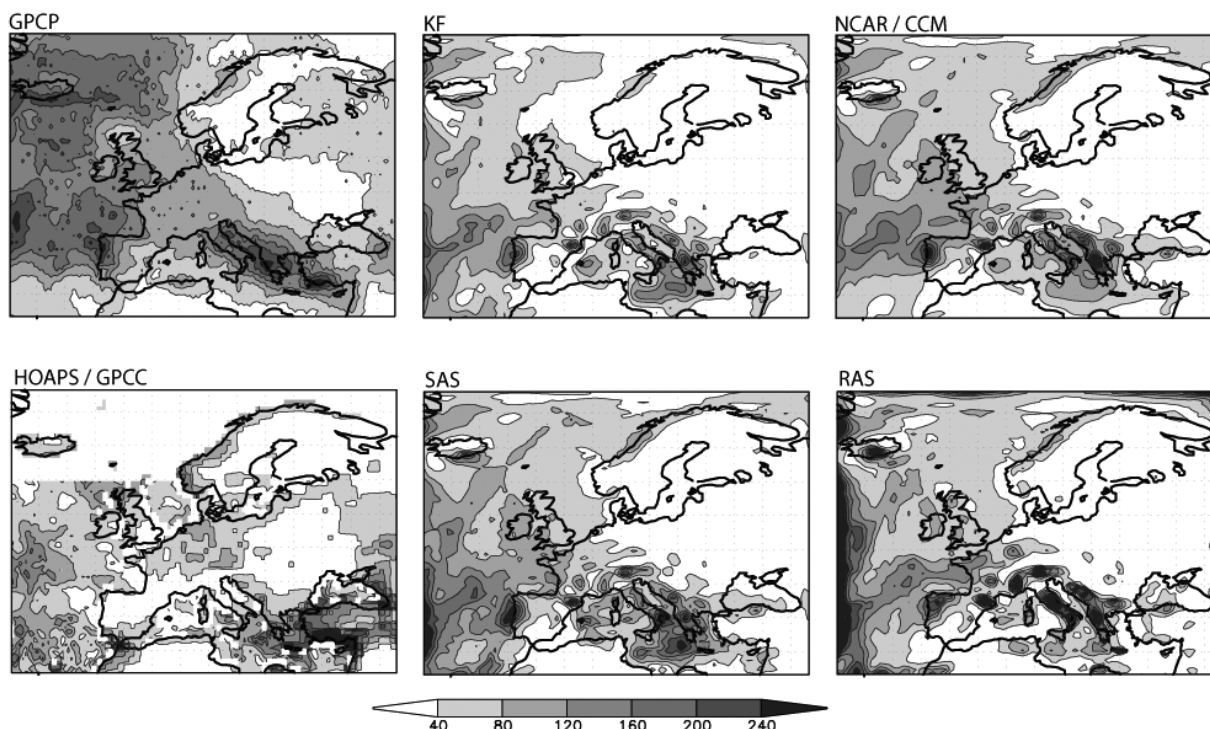 GPCP
KF
NCAR / CCM
HOAPS / GPCC
SAS
RAS
40 80 120 160 200 240